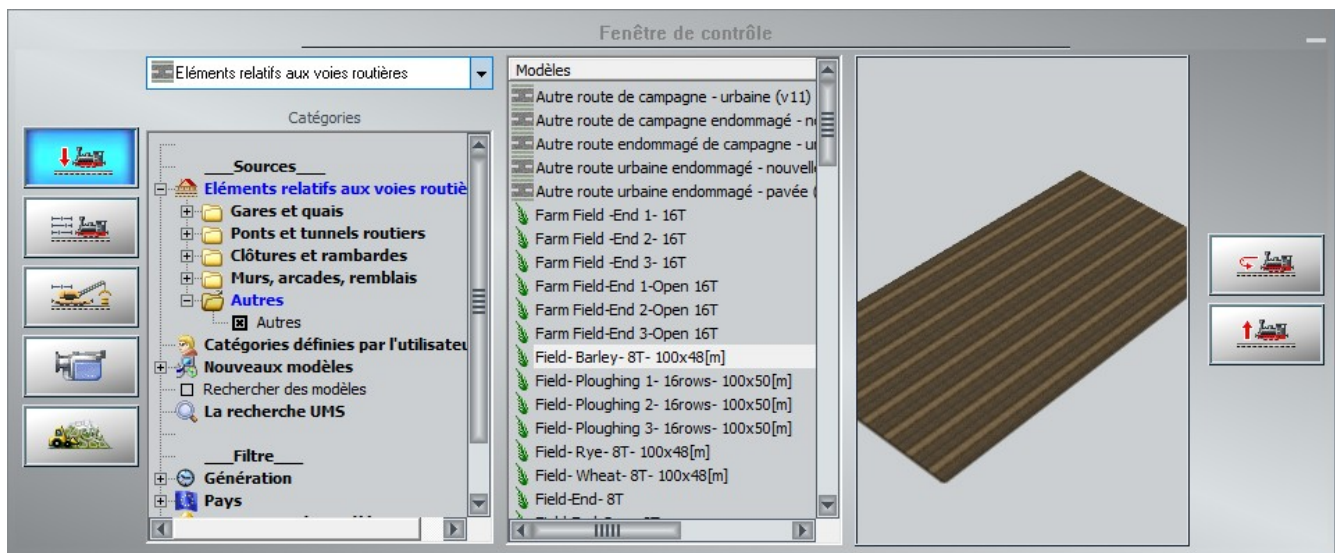 Fenêtre de contrôle
Eléments relatifs aux voies routières
Catégories
___Sources___
Eléments relatifs aux voies routiè
Gares et quais
Ponts et tunnels routiers
Clôtures et rambardes
Murs, arcades, remblais
Autres
Autres
Catégories définies par l'utilisateu
Nouveaux modèles
Rechercher des modèles
La recherche UMS
___Filtre___
Génération
Pays
Modèles
Autre route de campagne - urbaine (v11)
Autre route de campagne endommagé - n
Autre route endommagé de campagne - u
Autre route urbaine endommagé - nouvelle
Autre route urbaine endommagé - pavée (
Farm Field -End 1- 16T
Farm Field -End 2- 16T
Farm Field -End 3- 16T
Farm Field-End 1-Open 16T
Farm Field-End 2-Open 16T
Farm Field-End 3-Open 16T
Field- Barley- 8T- 100x48[m]
Field- Ploughing 1- 16rows- 100x50[m]
Field- Ploughing 2- 16rows- 100x50[m]
Field- Ploughing 3- 16rows- 100x50[m]
Field- Rye- 8T- 100x48[m]
Field- Wheat- 8T- 100x48[m]
Field-End- 8T